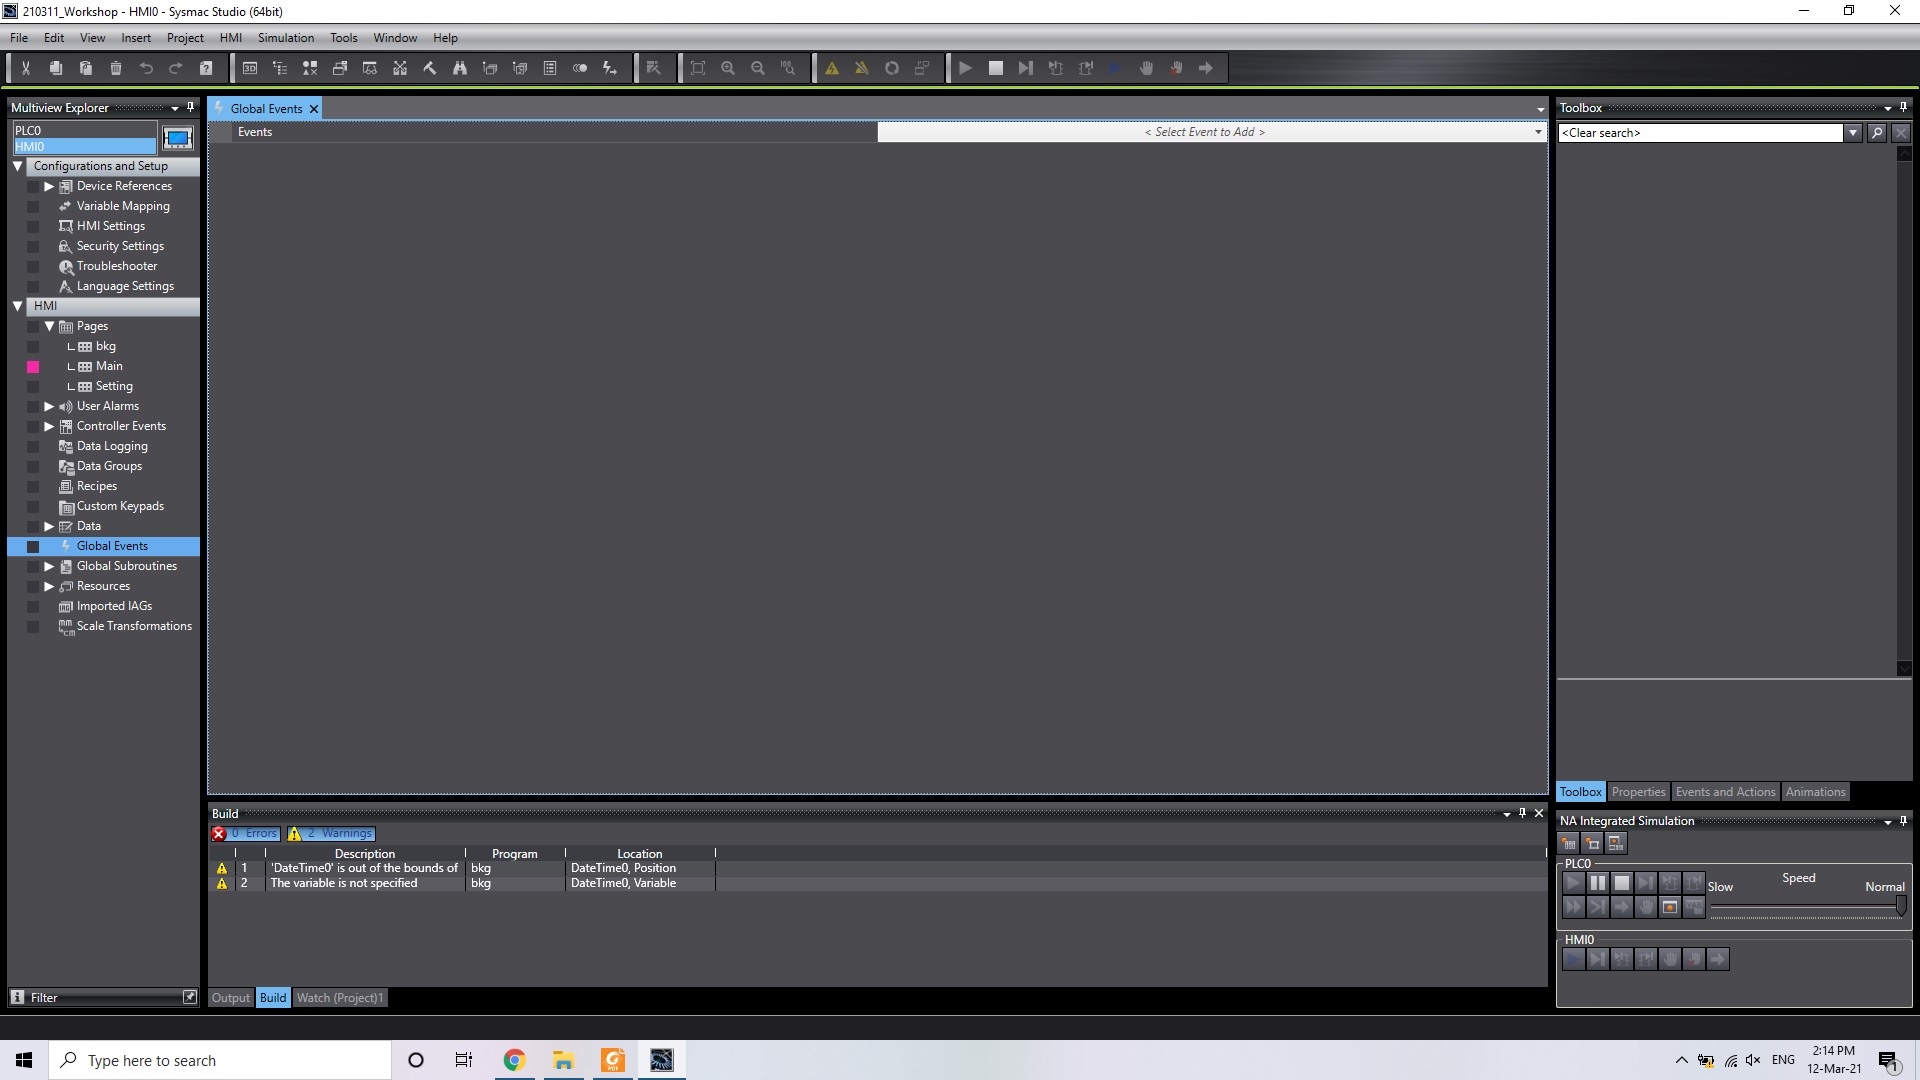 210311_Workshop - HMI0 - Sysmac Studio (64bit)
File Edit View Insert Project HMI Simulation Tools Window Help
Multiview Explorer
PLC0
HMI0
Configurations and Setup
Device References
Variable Mapping
HMI Settings
Security Settings
Troubleshooter
Language Settings
HMI
Pages
bkg
Main
Setting
User Alarms
Controller Events
Data Logging
Data Groups
Recipes
Custom Keypads
Data
Global Events
Global Subroutines
Resources
Imported IAGs
Scale Transformations
Filter
Global Events
Events < Select Event to Add >
Build
0 Errors 2 Warnings
Description Program Location
1 'DateTime0' is out of the bounds of bkg DateTime0, Position
2 The variable is not specified bkg DateTime0, Variable
Output Build Watch (Project)1
Toolbox
<Clear search>
Toolbox Properties Events and Actions Animations
NA Integrated Simulation
PLC0
Speed
Slow Normal
HMI0
Type here to search
ENG
2:14 PM
12-Mar-21
1